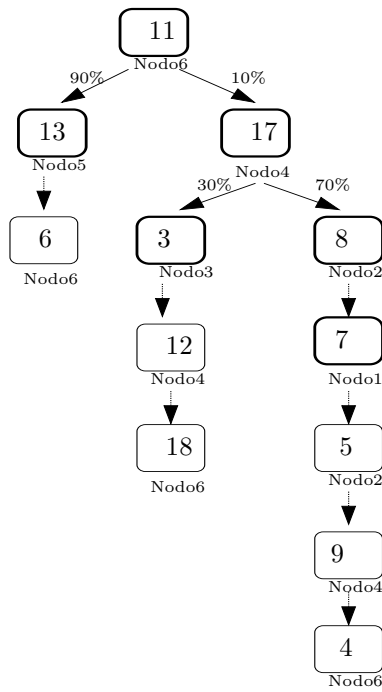 11
Nodo6
90% 10%
13 17
Nodo5 Nodo4
30% 70%
6 3 8
Nodo6 Nodo3 Nodo2
12 7
Nodo4 Nodo1
18 5
Nodo6 Nodo2
9
Nodo4
4
Nodo6